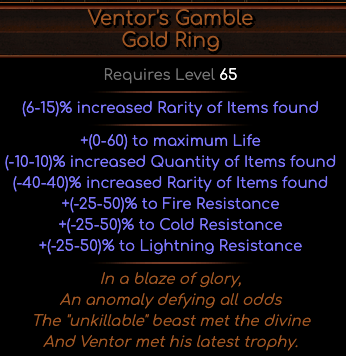 Ventor's Gamble
Gold Ring
Requires Level 65
(6-15)% increased Rarity of Items found
+(0-60) to maximum Life
(-10-10)% increased Quantity of Items found
(-40-40)% increased Rarity of Items found
+(-25-50)% to Fire Resistance
+(-25-50)% to Cold Resistance
+(-25-50)% to Lightning Resistance
In a blaze of glory,
An anomaly defying all odds
The "unkillable" beast met the divine
And Ventor met his latest trophy.